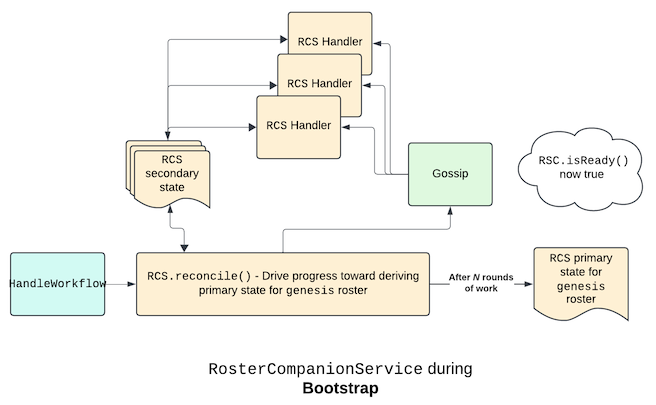 RCS Handler
RCS Handler
RCS Handler
RCS
secondary
state
Gossip
RSC.isReady()
now true
HandleWorkflow
RCS.reconcile() - Drive progress toward deriving
primary state for genesis roster
After N rounds
of work
RCS primary
state for
genesis
roster
RosterCompanionService during
Bootstrap